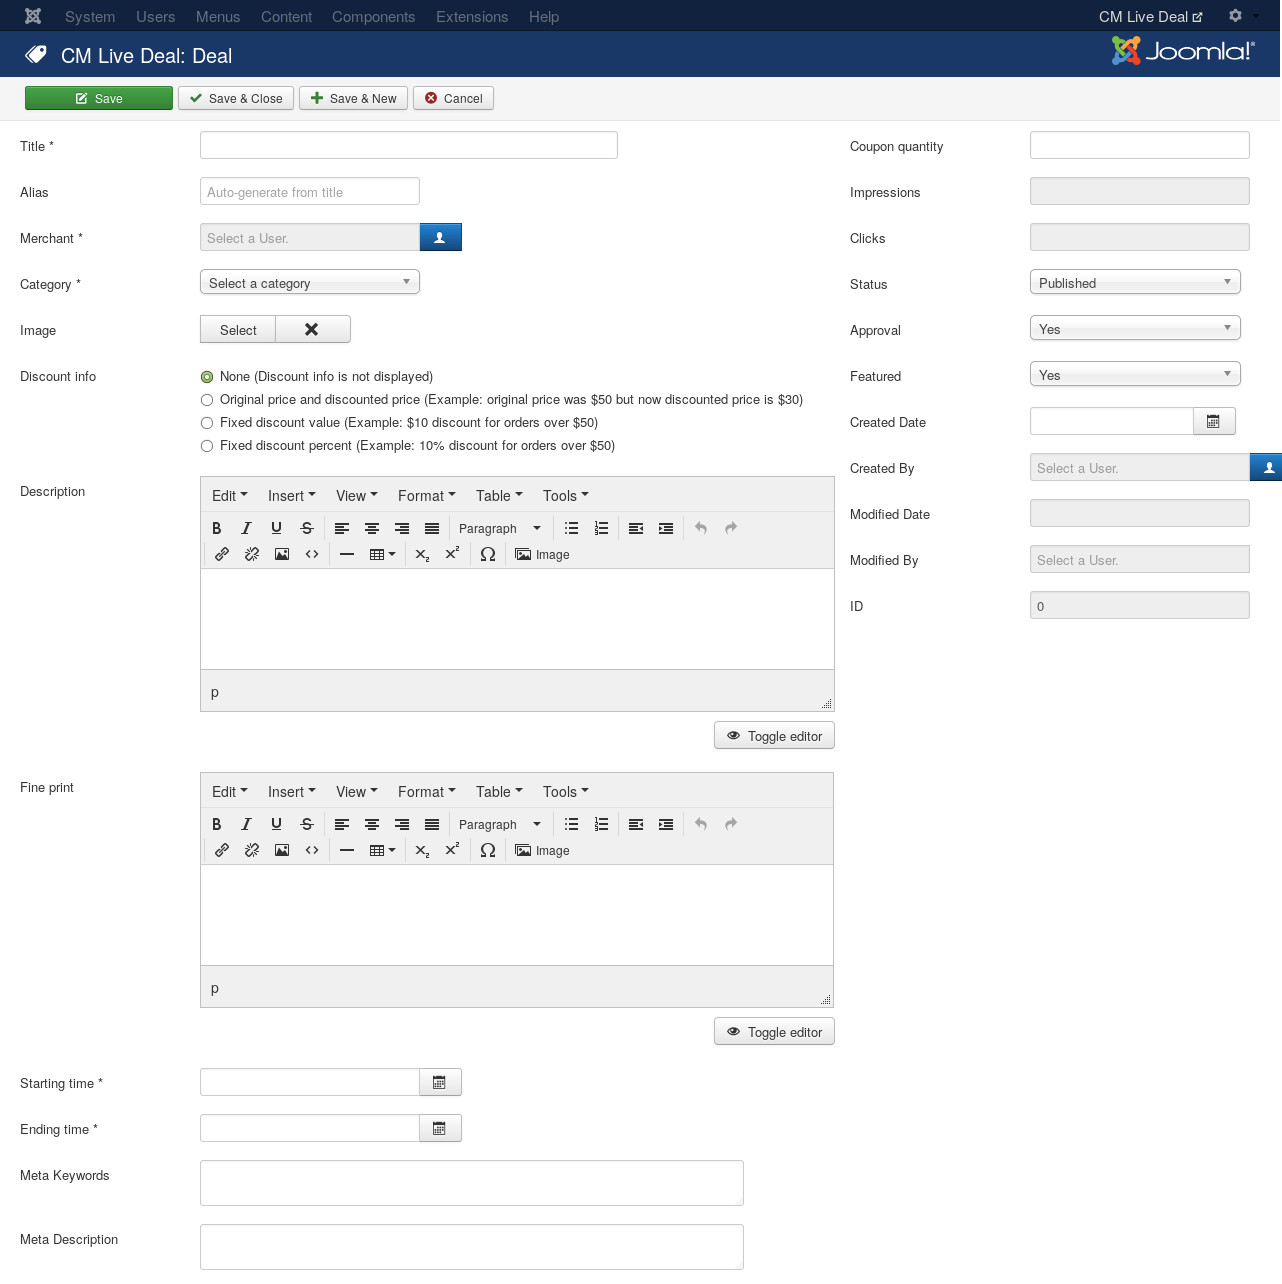 System Users Menus Content Components Extensions Help CM Live Deal
CM Live Deal: Deal Joomla!®
Save Save & Close Save & New Cancel
Title *
Alias Auto-generate from title
Merchant * Select a User.
Category * Select a category
Image Select
Discount info None (Discount info is not displayed)
Original price and discounted price (Example: original price was $50 but now discounted price is $30)
Fixed discount value (Example: $10 discount for orders over $50)
Fixed discount percent (Example: 10% discount for orders over $50)
Description Edit Insert View Format Table Tools
Paragraph
Image
p
Toggle editor
Fine print Edit Insert View Format Table Tools
Paragraph
Image
p
Toggle editor
Starting time *
Ending time *
Meta Keywords
Meta Description
Coupon quantity
Impressions
Clicks
Status Published
Approval Yes
Featured Yes
Created Date
Created By Select a User.
Modified Date
Modified By Select a User.
ID 0